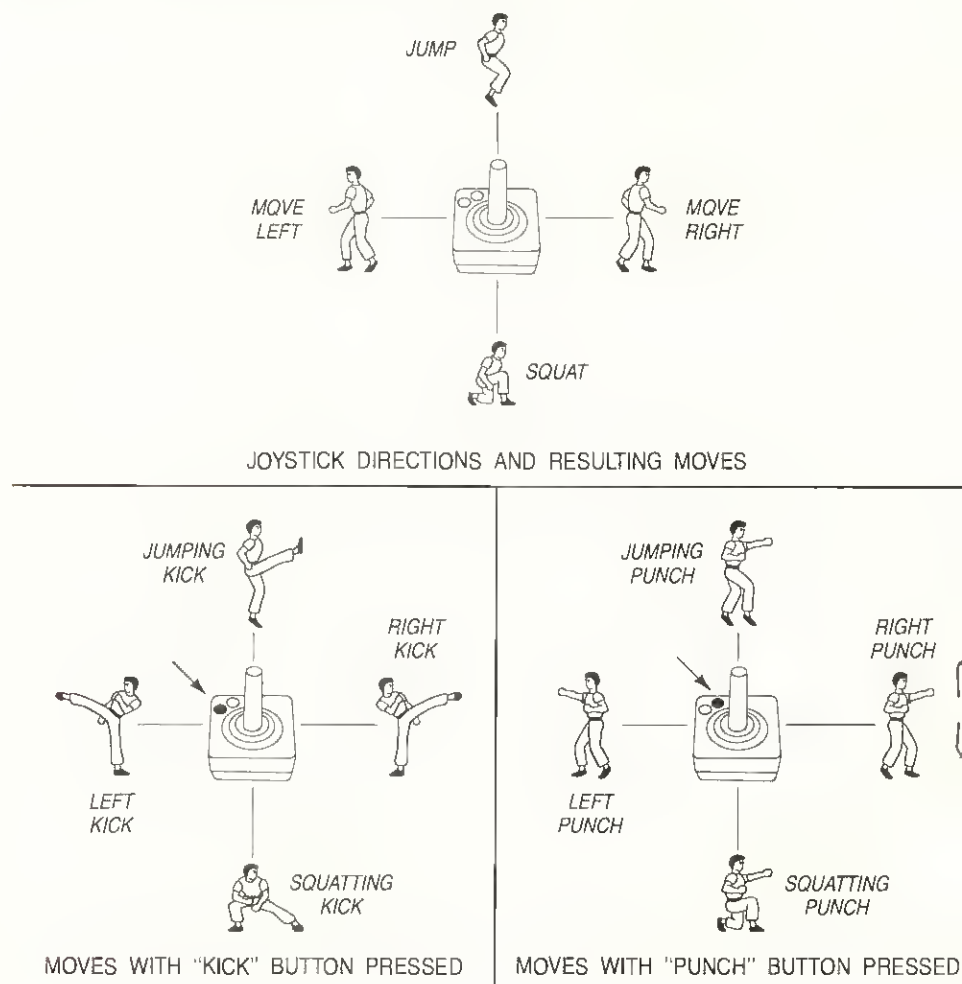 JUMP
MOVE
LEFT
MOVE
RIGHT
SQUAT
JOYSTICK DIRECTIONS AND RESULTING MOVES
JUMPING
KICK
RIGHT
KICK
LEFT
KICK
SQUATTING
KICK
MOVES WITH "KICK" BUTTON PRESSED
JUMPING
PUNCH
RIGHT
PUNCH
LEFT
PUNCH
SQUATTING
PUNCH
MOVES WITH "PUNCH" BUTTON PRESSED